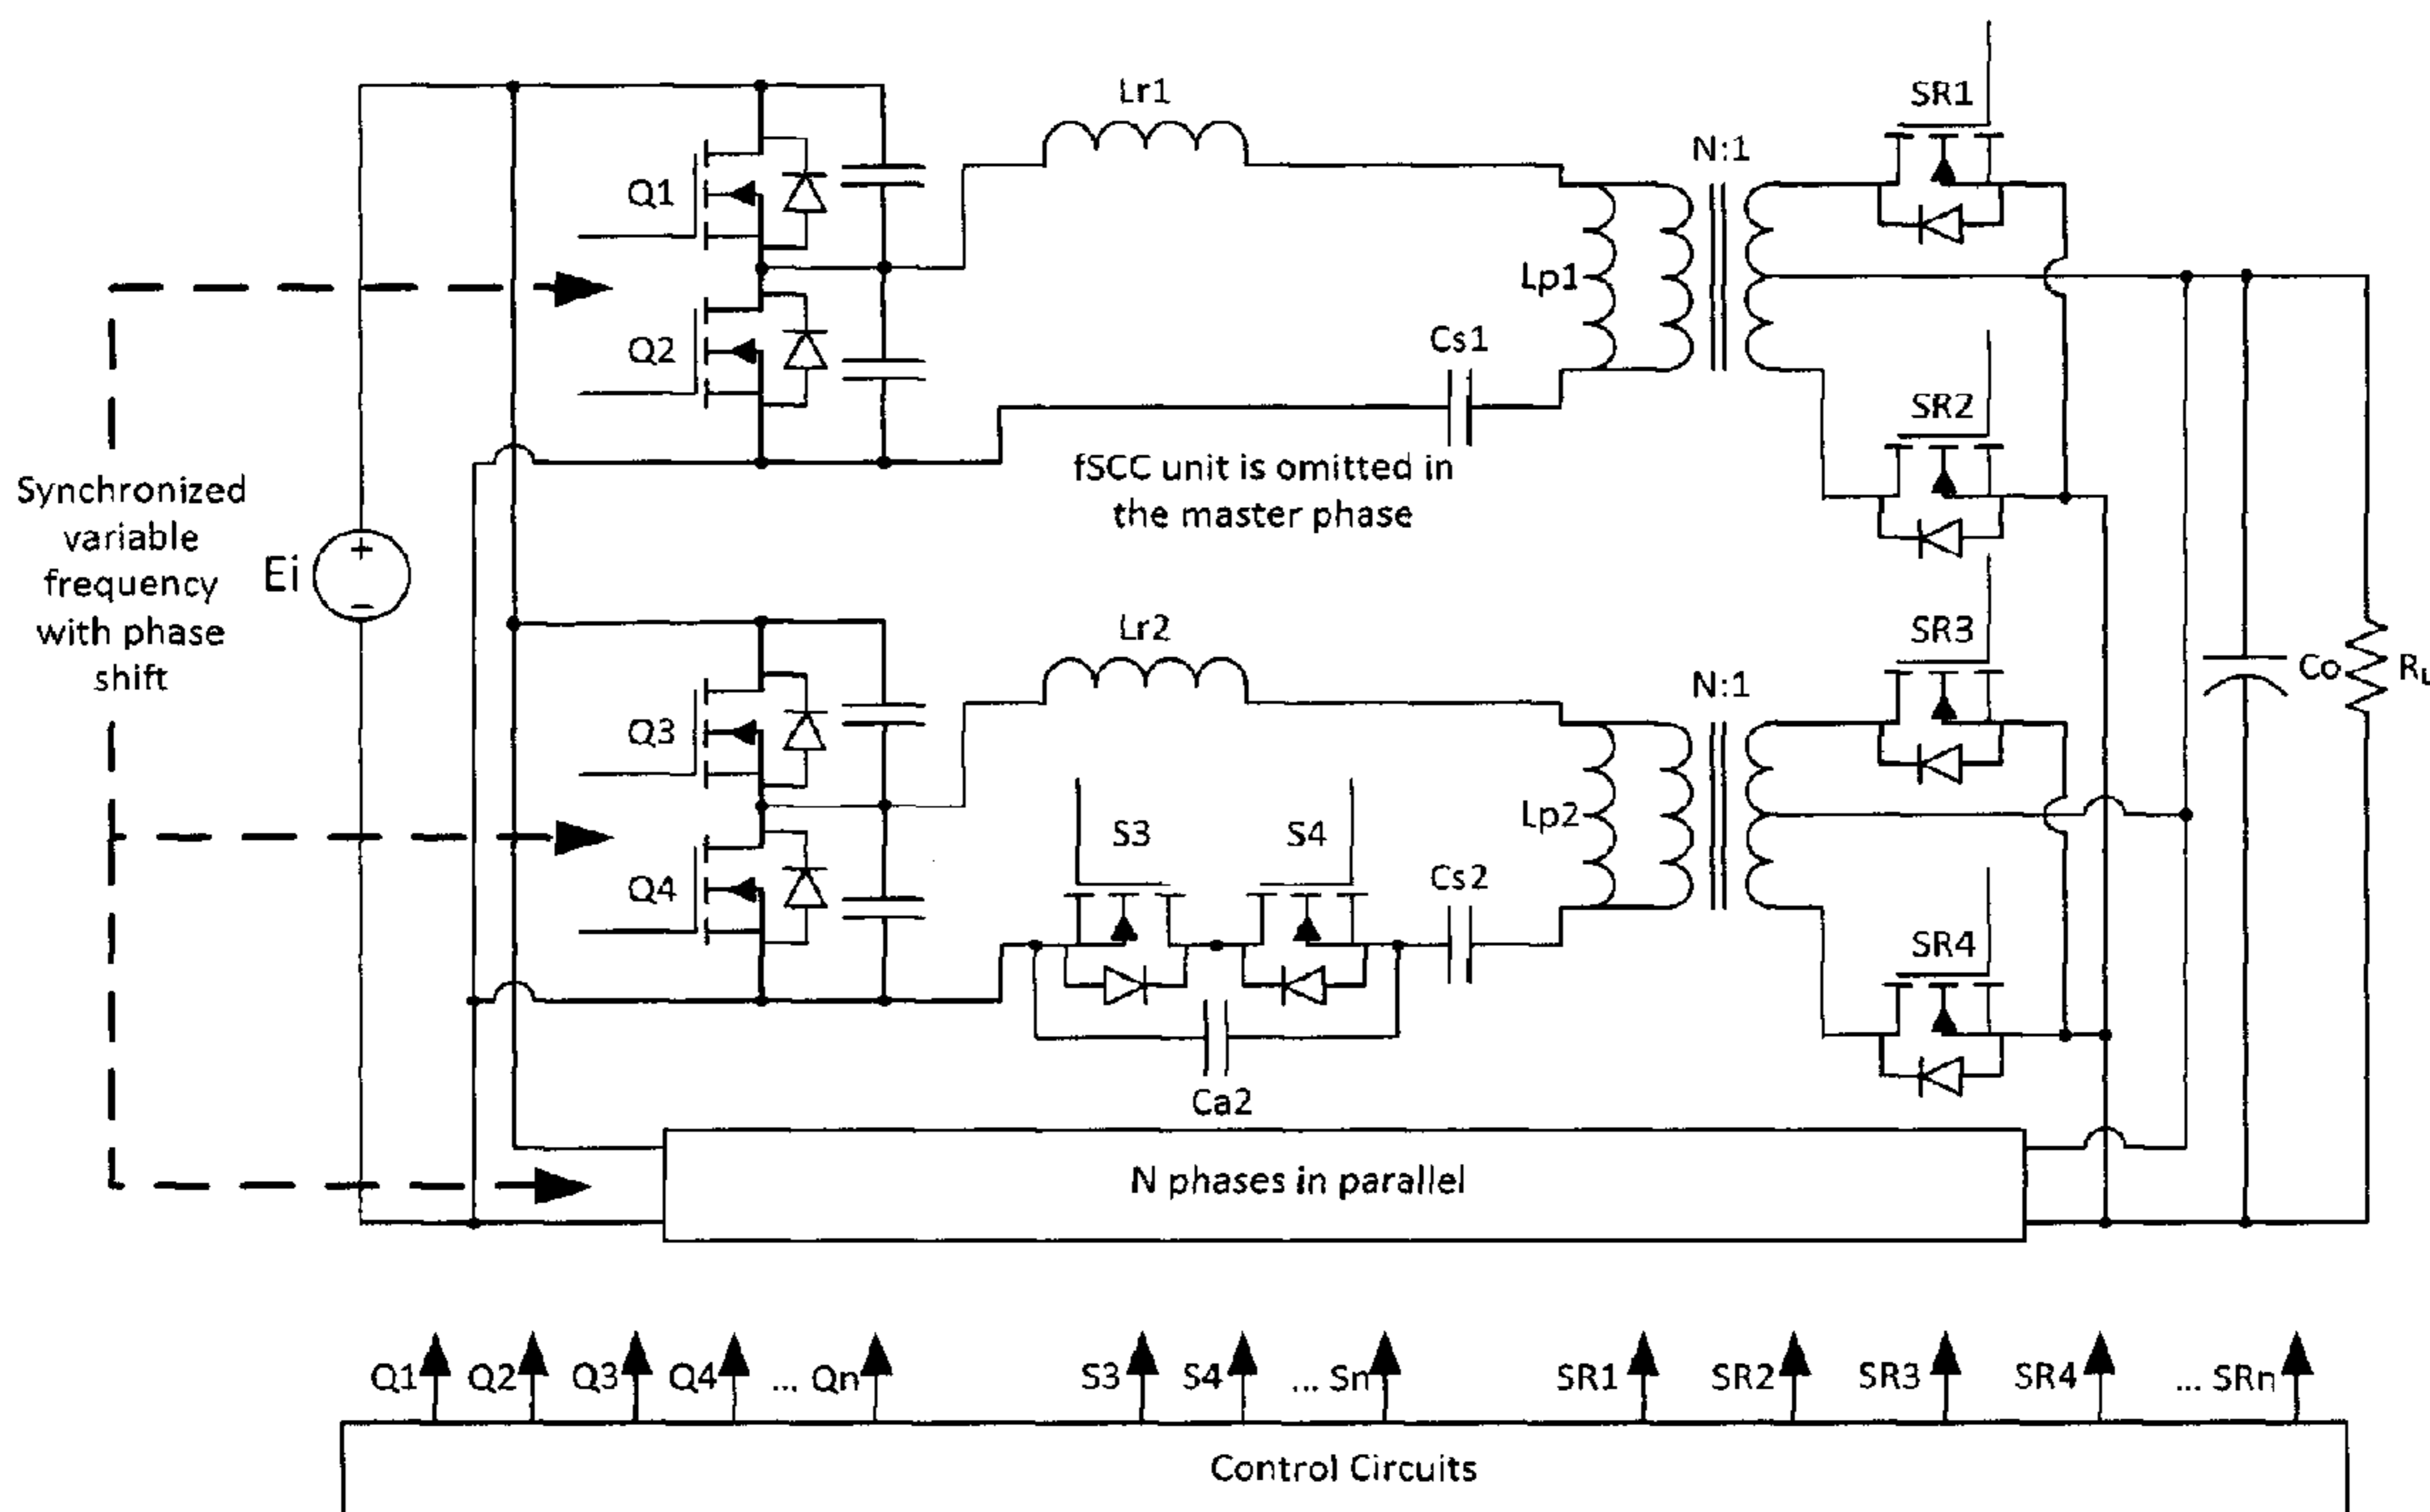 Lr1
SR1
N:1
Q1
Lp1
Q2
Cs1
SR2
fSCC unit is omitted in
the master phase
Synchronized
variable
frequency
with phase
shift
Ei
+
−
Lr2
SR3
N:1
Co
RL
Q3
S3
S4
Lp2
Q4
Cs2
SR4
Ca2
N phases in parallel
Q1 Q2 Q3 Q4 ... Qn S3 S4 ... Sn SR1 SR2 SR3 SR4 ... SRn
Control Circuits